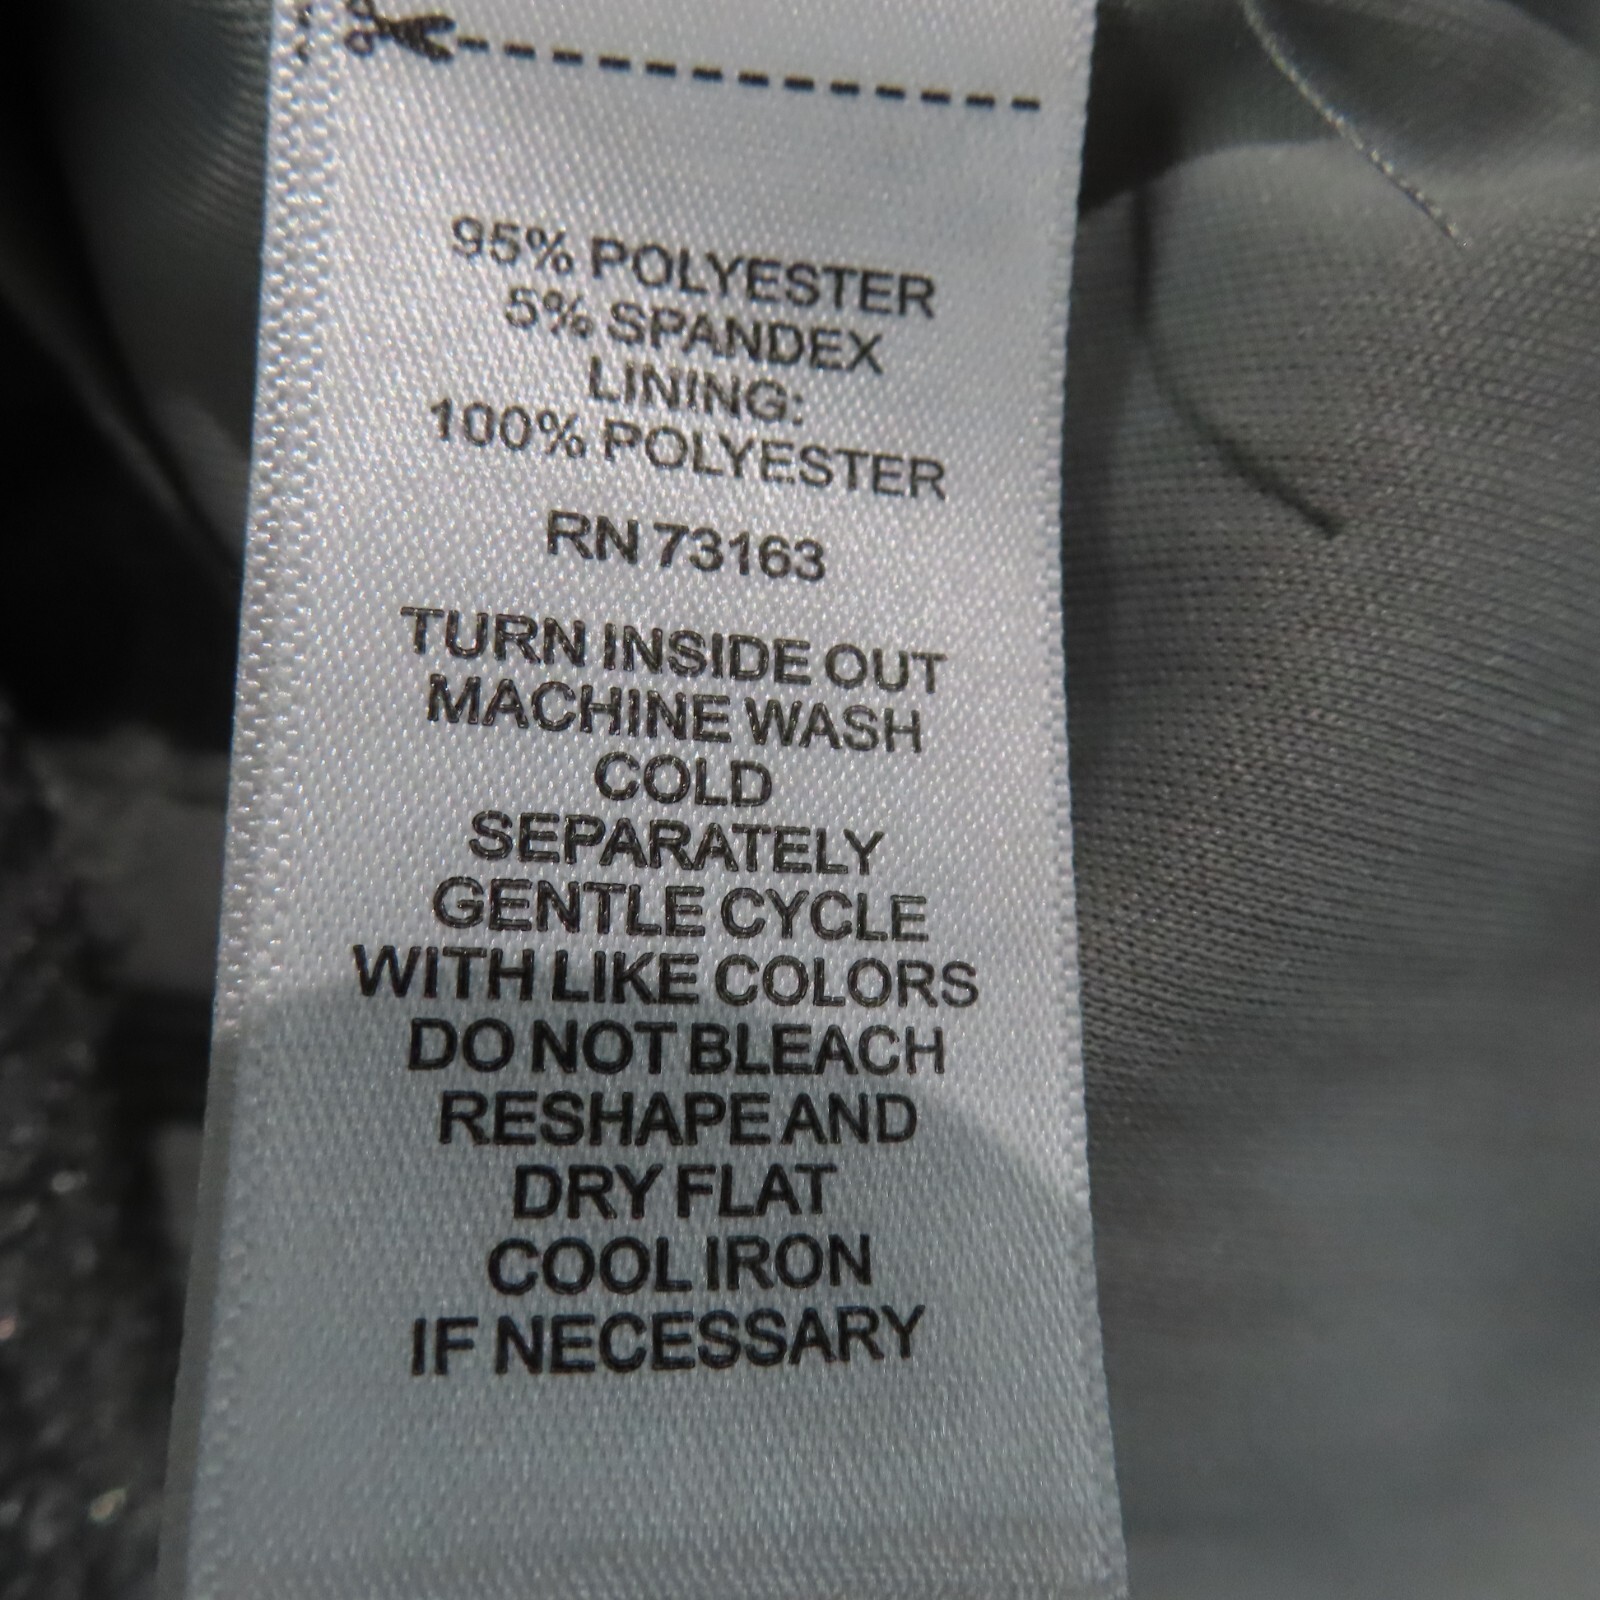 95% POLYESTER
5% SPANDEX
LINING:
100% POLYESTER
RN 73163
TURN INSIDE OUT
MACHINE WASH
COLD
SEPARATELY
GENTLE CYCLE
WITH LIKE COLORS
DO NOT BLEACH
RESHAPE AND
DRY FLAT
COOL IRON
IF NECESSARY